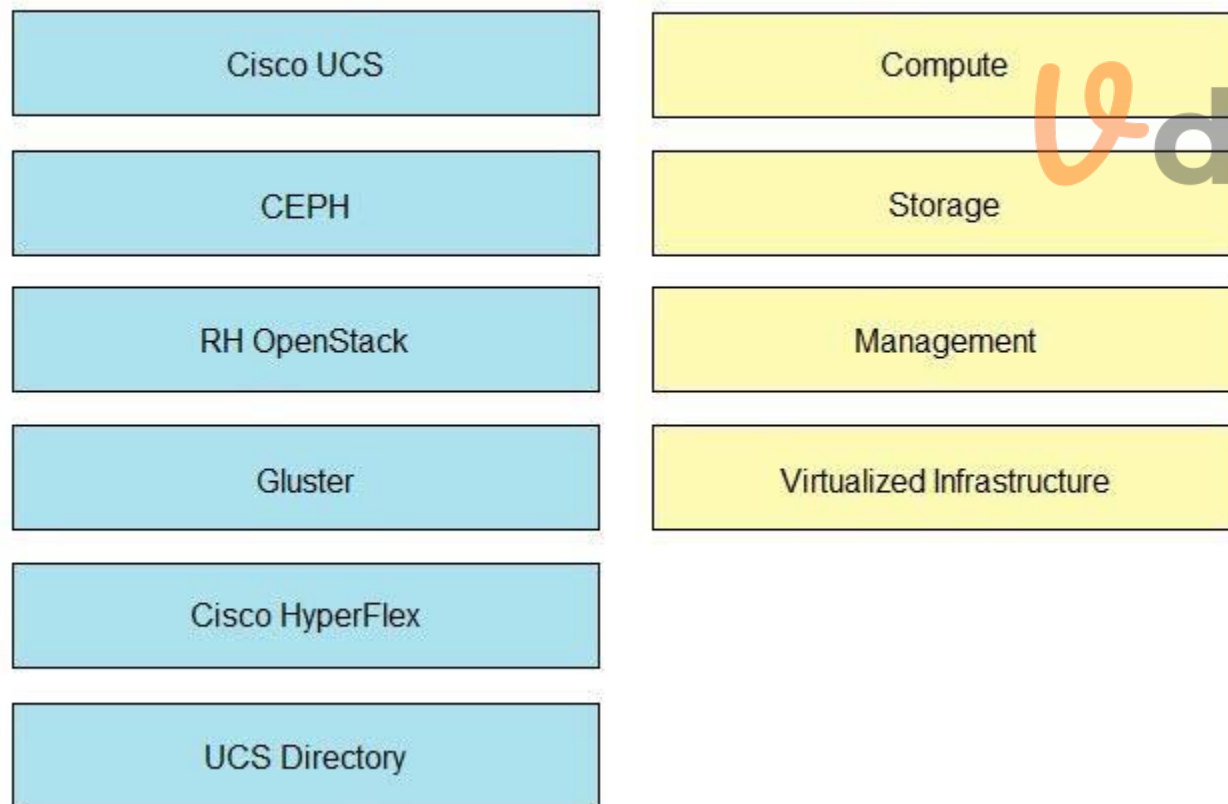 Cisco UCS
Compute
CEPH
Storage
RH OpenStack
Management
Gluster
Virtualized Infrastructure
Cisco HyperFlex
UCS Directory